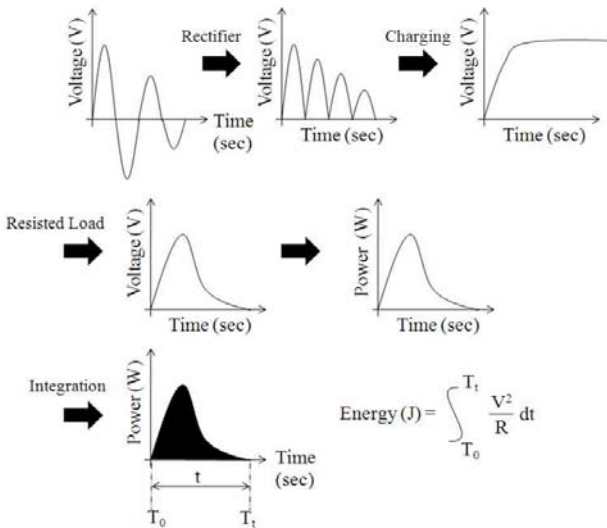 Voltage (V)
Time
(sec)
Rectifier
Voltage (V)
Time (sec)
Charging
Voltage (V)
Time (sec)
Resisted Load
Voltage (V)
Time (sec)
Power (W)
Time (sec)
Integration
Power (W)
Time
(sec)
t
T₀
Tₜ
Energy (J) = ∫ T₀ Tₜ V²/R dt